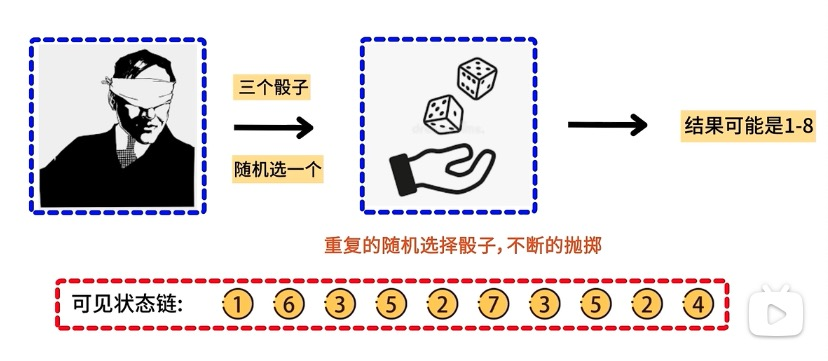 三个骰子
随机选一个
结果可能是1-8
重复的随机选择骰子,不断的抛掷
可见状态链: 1 6 3 5 2 7 3 5 2 4